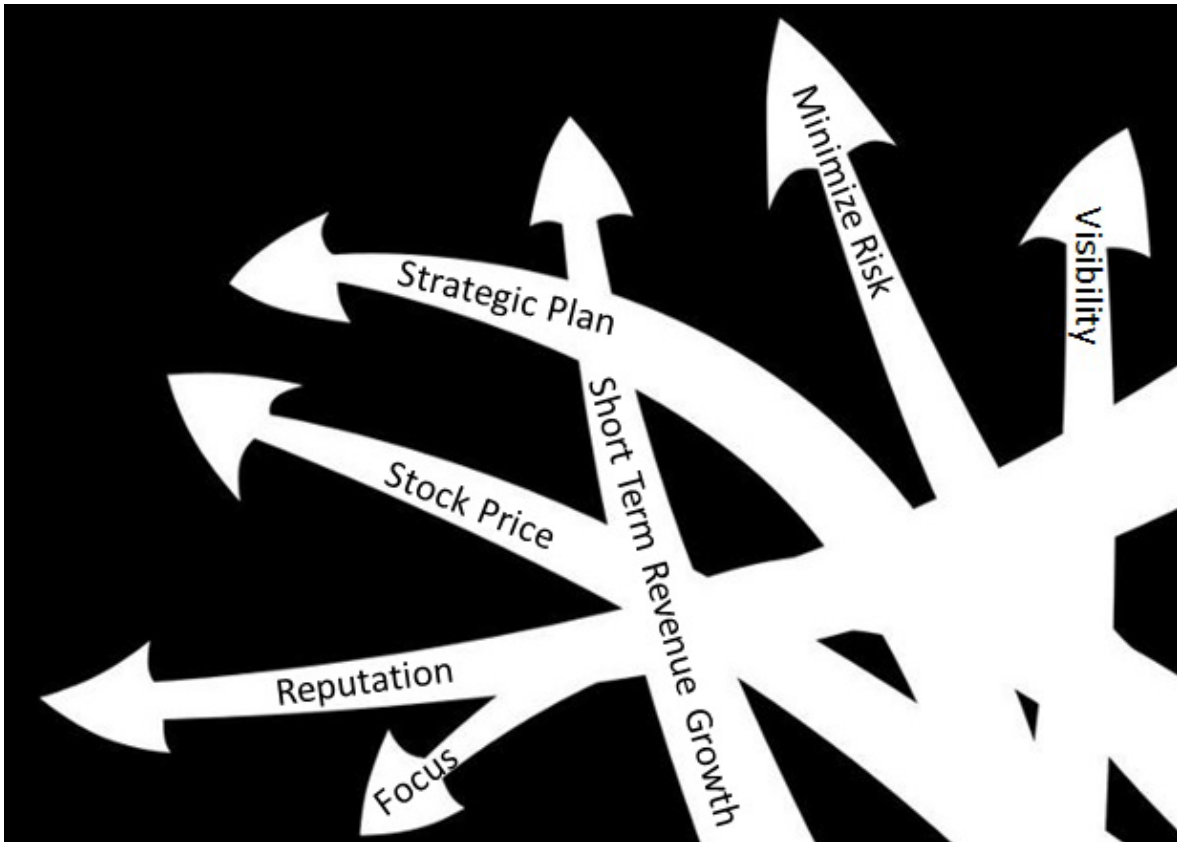 Minimize Risk
Visibility
Strategic Plan
Short Term Revenue Growth
Stock Price
Reputation
Focus